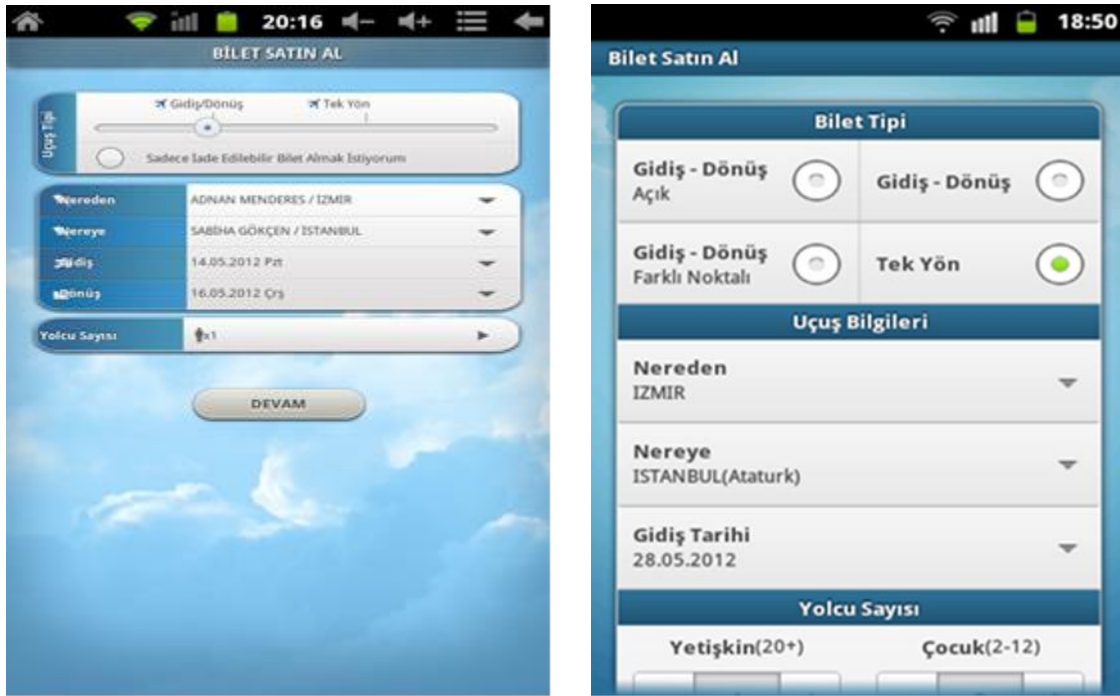 20:16
BİLET SATIN AL
Uçuş Tipi
Gidiş/Dönüş
Tek Yön
Sadece İade Edilebilir Bilet Almak İstiyorum
Nereden
ADNAN MENDERES / İZMİR
Nereye
SABİHA GÖKÇEN / İSTANBUL
Gidiş
14.05.2012 Pzt
Dönüş
16.05.2012 Çrş
Yolcu Sayısı
x1
DEVAM
18:50
Bilet Satın Al
Bilet Tipi
Gidiş - Dönüş
Açık
Gidiş - Dönüş
Gidiş - Dönüş
Farklı Noktalı
Tek Yön
Uçuş Bilgileri
Nereden
IZMIR
Nereye
ISTANBUL(Ataturk)
Gidiş Tarihi
28.05.2012
Yolcu Sayısı
Yetişkin(20+)
Çocuk(2-12)